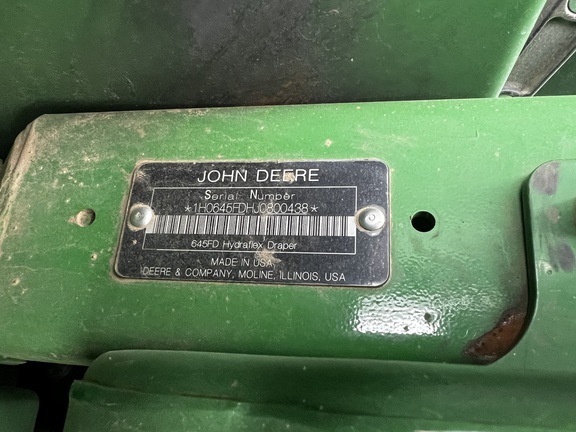 JOHN DEERE
Serial Number
*1H0645FDHJ0800438*
645FD Hydraflex Draper
MADE IN USA
DEERE & COMPANY, MOLINE, ILLINOIS, USA